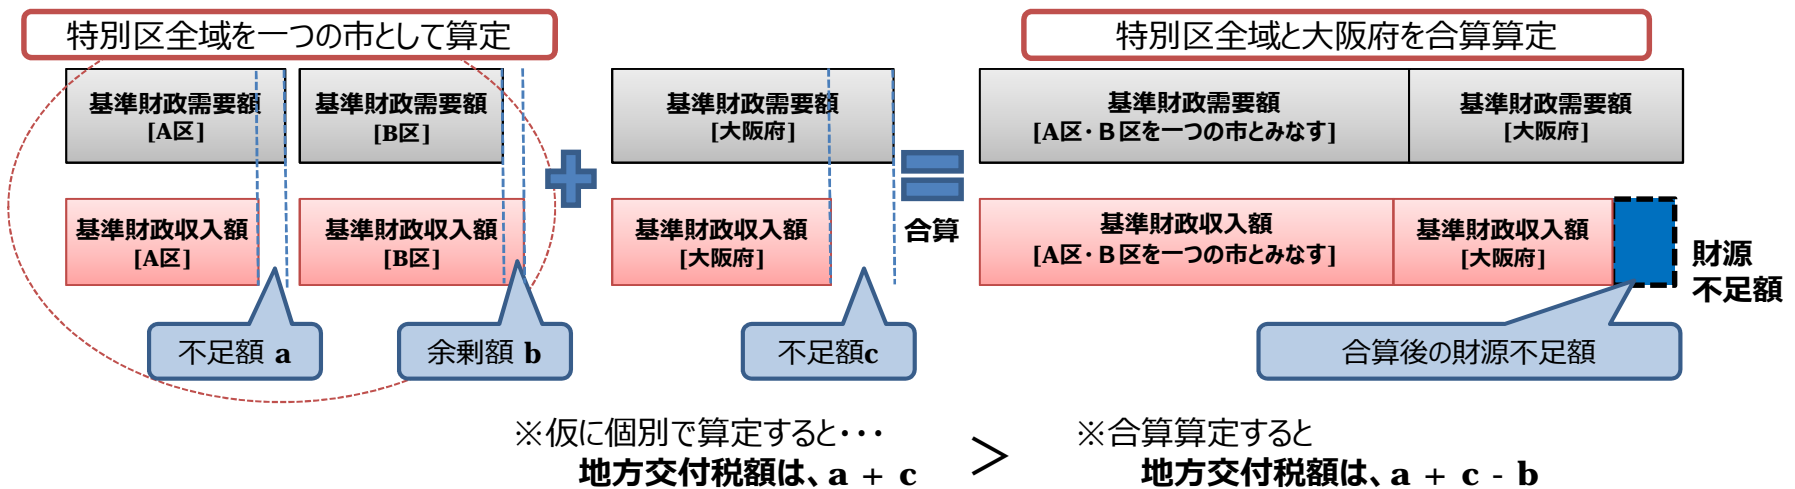 特別区全域を一つの市として算定
特別区全域と大阪府を合算算定
基準財政需要額
[A区]
基準財政需要額
[B区]
基準財政需要額
[大阪府]
基準財政需要額
[A区・B区を一つの市とみなす]
基準財政需要額
[大阪府]
合算
基準財政収入額
[A区]
基準財政収入額
[B区]
基準財政収入額
[大阪府]
基準財政収入額
[A区・B区を一つの市とみなす]
基準財政収入額
[大阪府]
財源
不足額
不足額 a
余剰額 b
不足額c
合算後の財源不足額
※仮に個別で算定すると・・・
地方交付税額は、a + c
＞
※合算算定すると
地方交付税額は、a + c - b